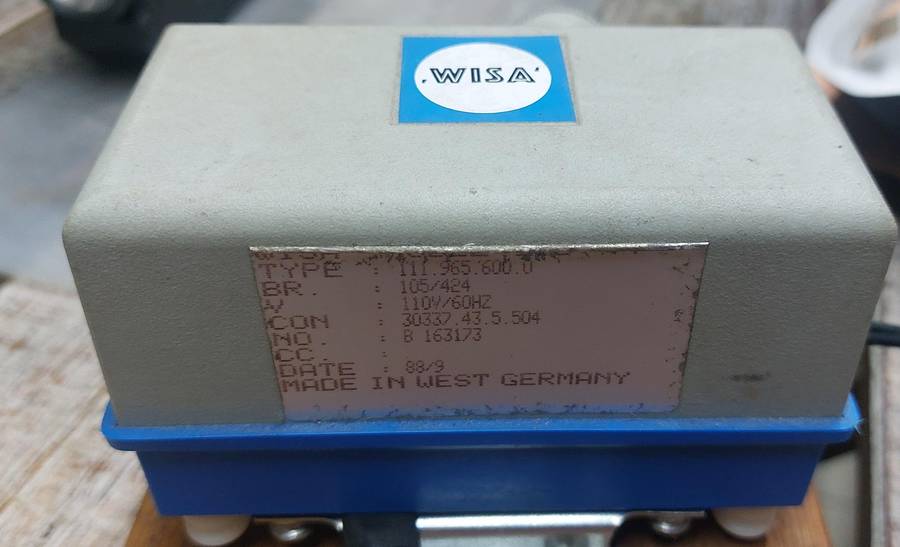 WISA
TYPE : 111.965.600.0
BR. : 105/424
V : 110V/60HZ
CON : 30337.43.5.504
NO. : B 163173
CC. :
DATE : 88/9
MADE IN WEST GERMANY